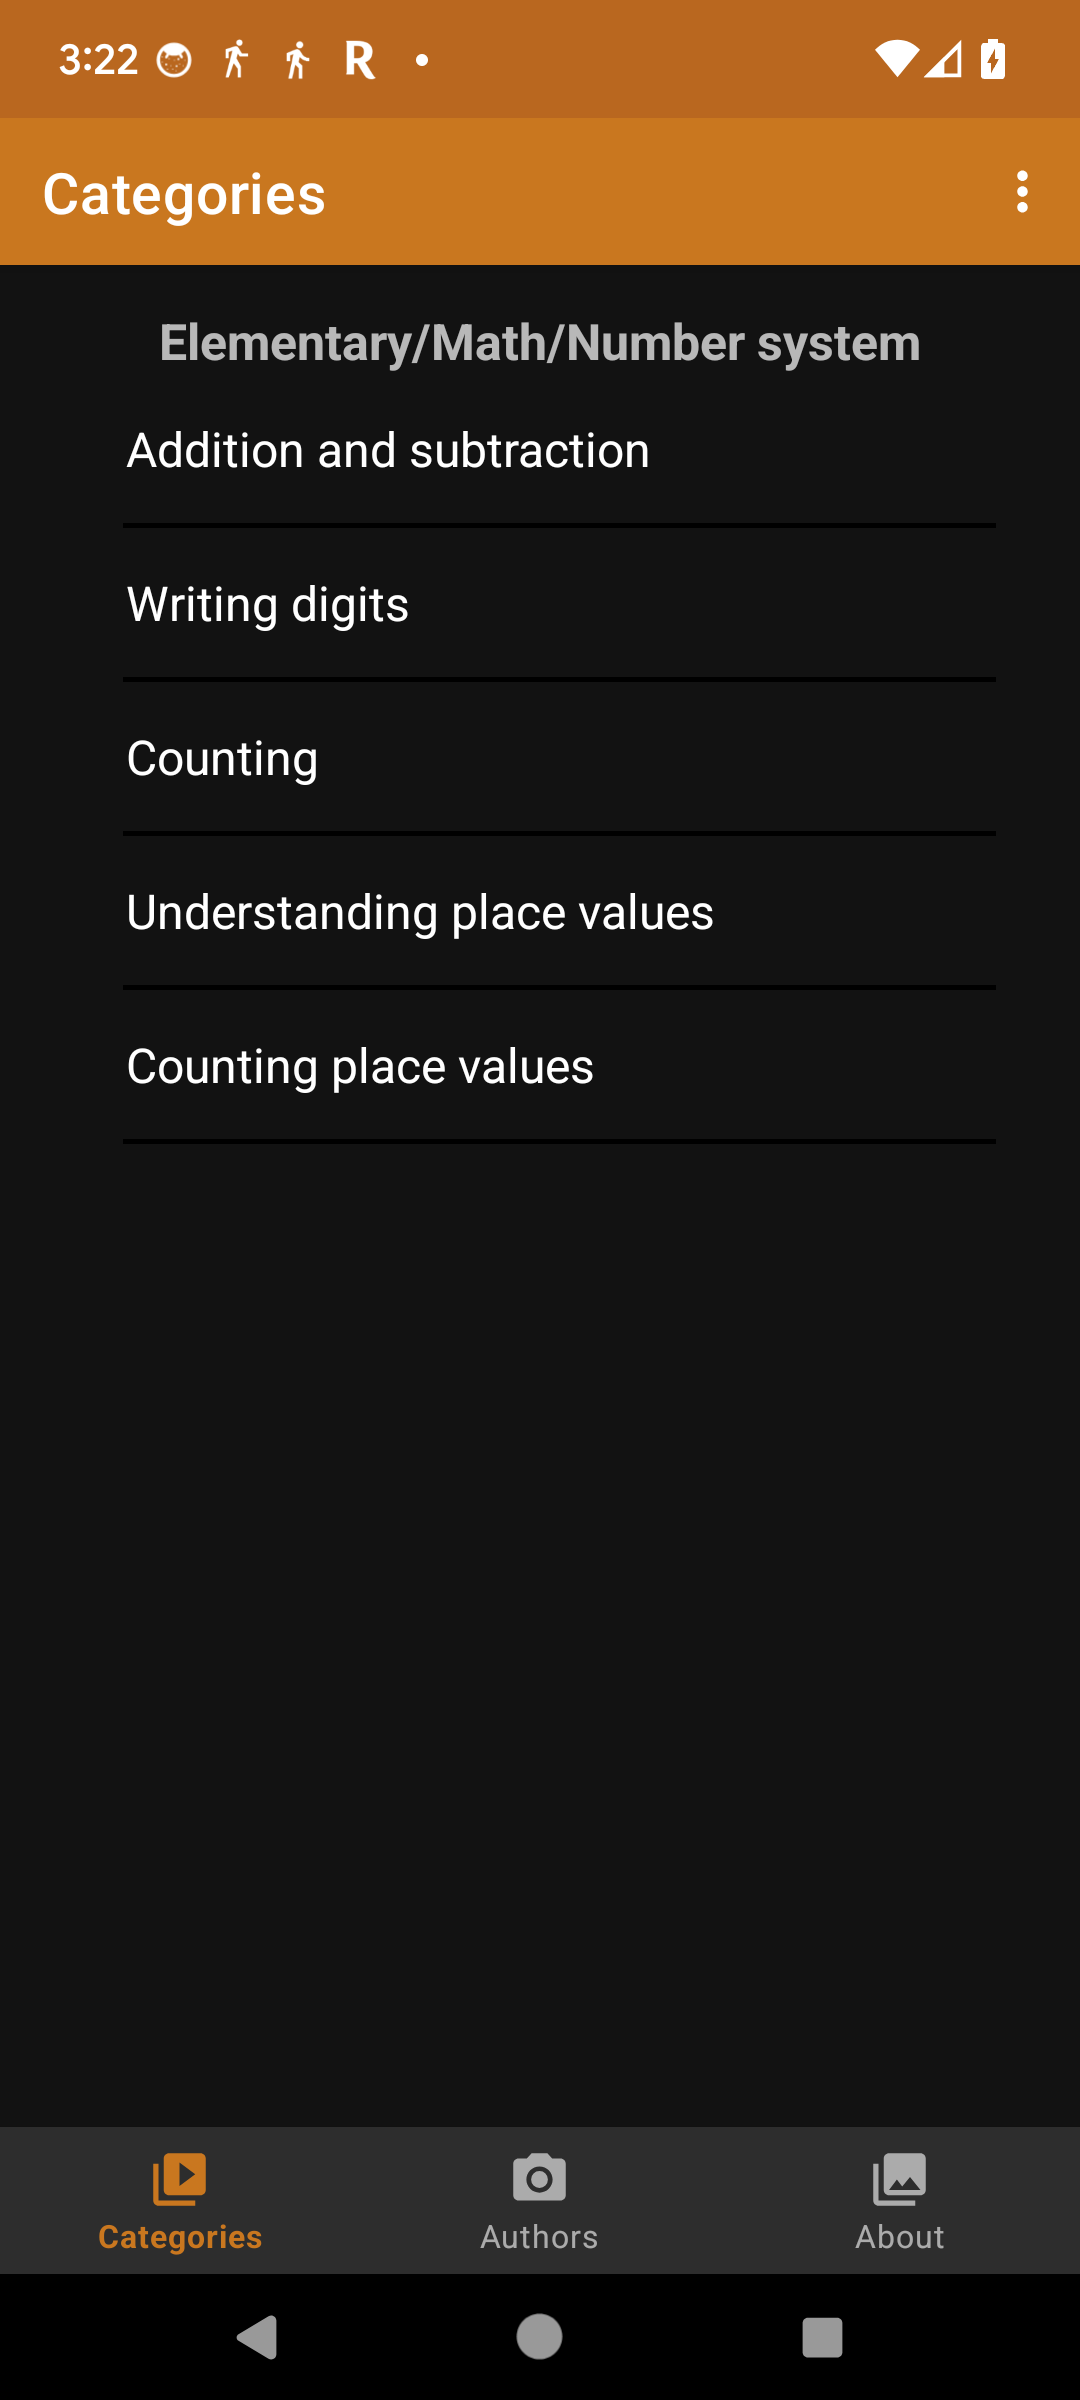 3:22
Categories
Elementary/Math/Number system
Addition and subtraction
Writing digits
Counting
Understanding place values
Counting place values
Categories
Authors
About